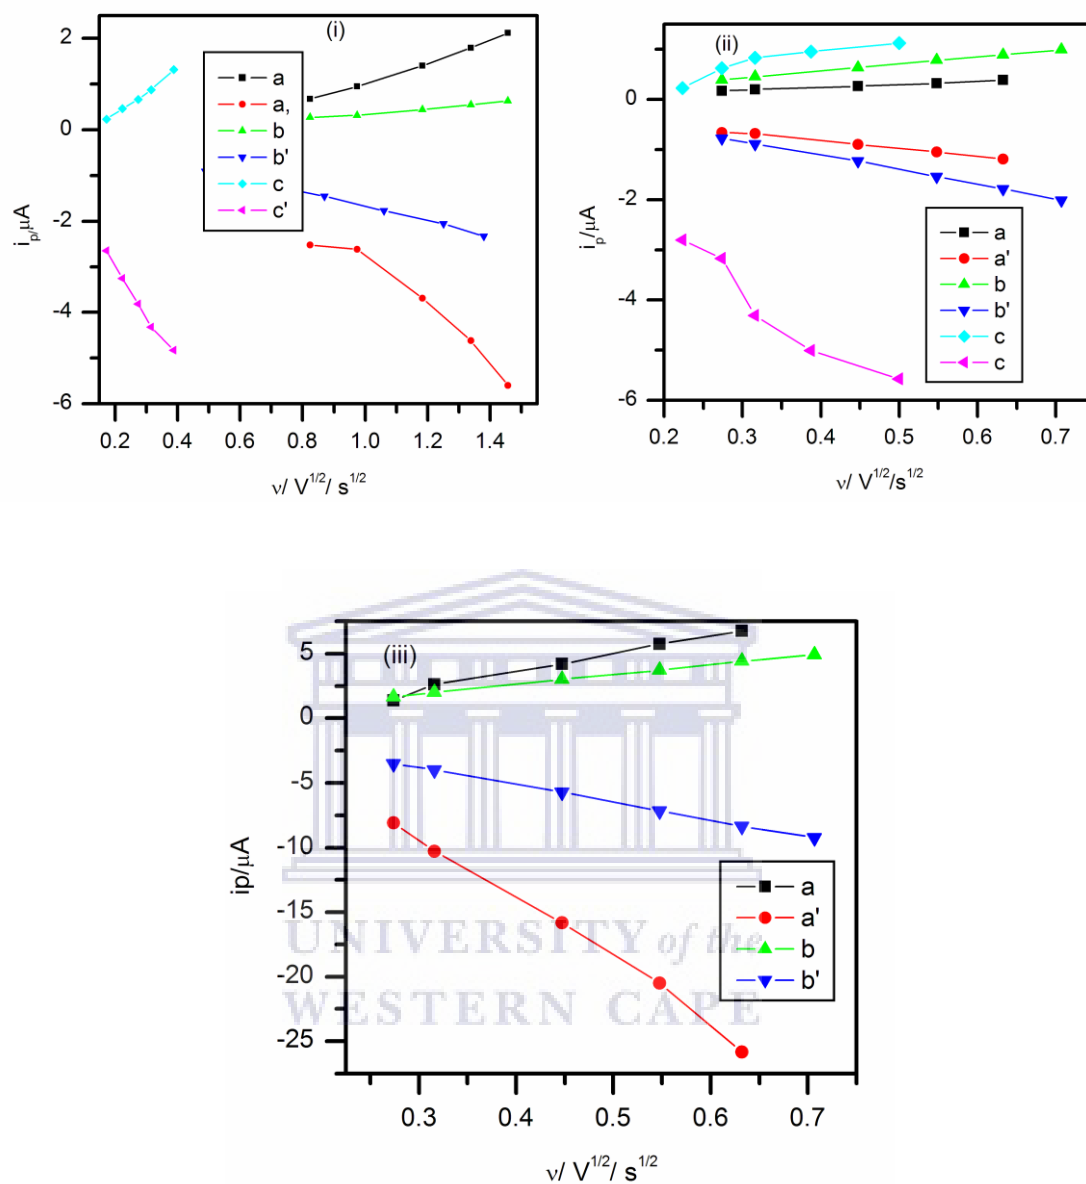 (i)
2
0
-2
-4
-6
i_p/µA
a
a,
b
b'
c
c'
0.2 0.4 0.6 0.8 1.0 1.2 1.4
ν/ V^1/2/ s^1/2
(ii)
0
-2
-4
-6
i_p/µA
a
a'
b
b'
c
c
0.2 0.3 0.4 0.5 0.6 0.7
ν/ V^1/2/s^1/2
(iii)
5
0
-5
-10
-15
-20
-25
ip/µA
a
a'
b
b'
0.3 0.4 0.5 0.6 0.7
ν/ V^1/2/ s^1/2
UNIVERSITY of the
WESTERN CAPE